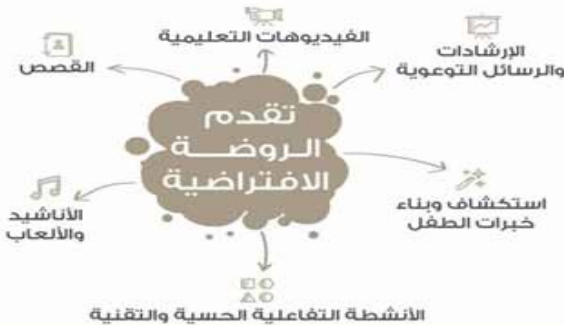 تقدم
الروضة
الافتراضية
الفيديوهات التعليمية
الإرشادات
والرسائل التوعوية
القصص
استكشاف وبناء
خبرات الطفل
الأناشيد
والألعاب
الأنشطة التفاعلية الحسية والتقنية